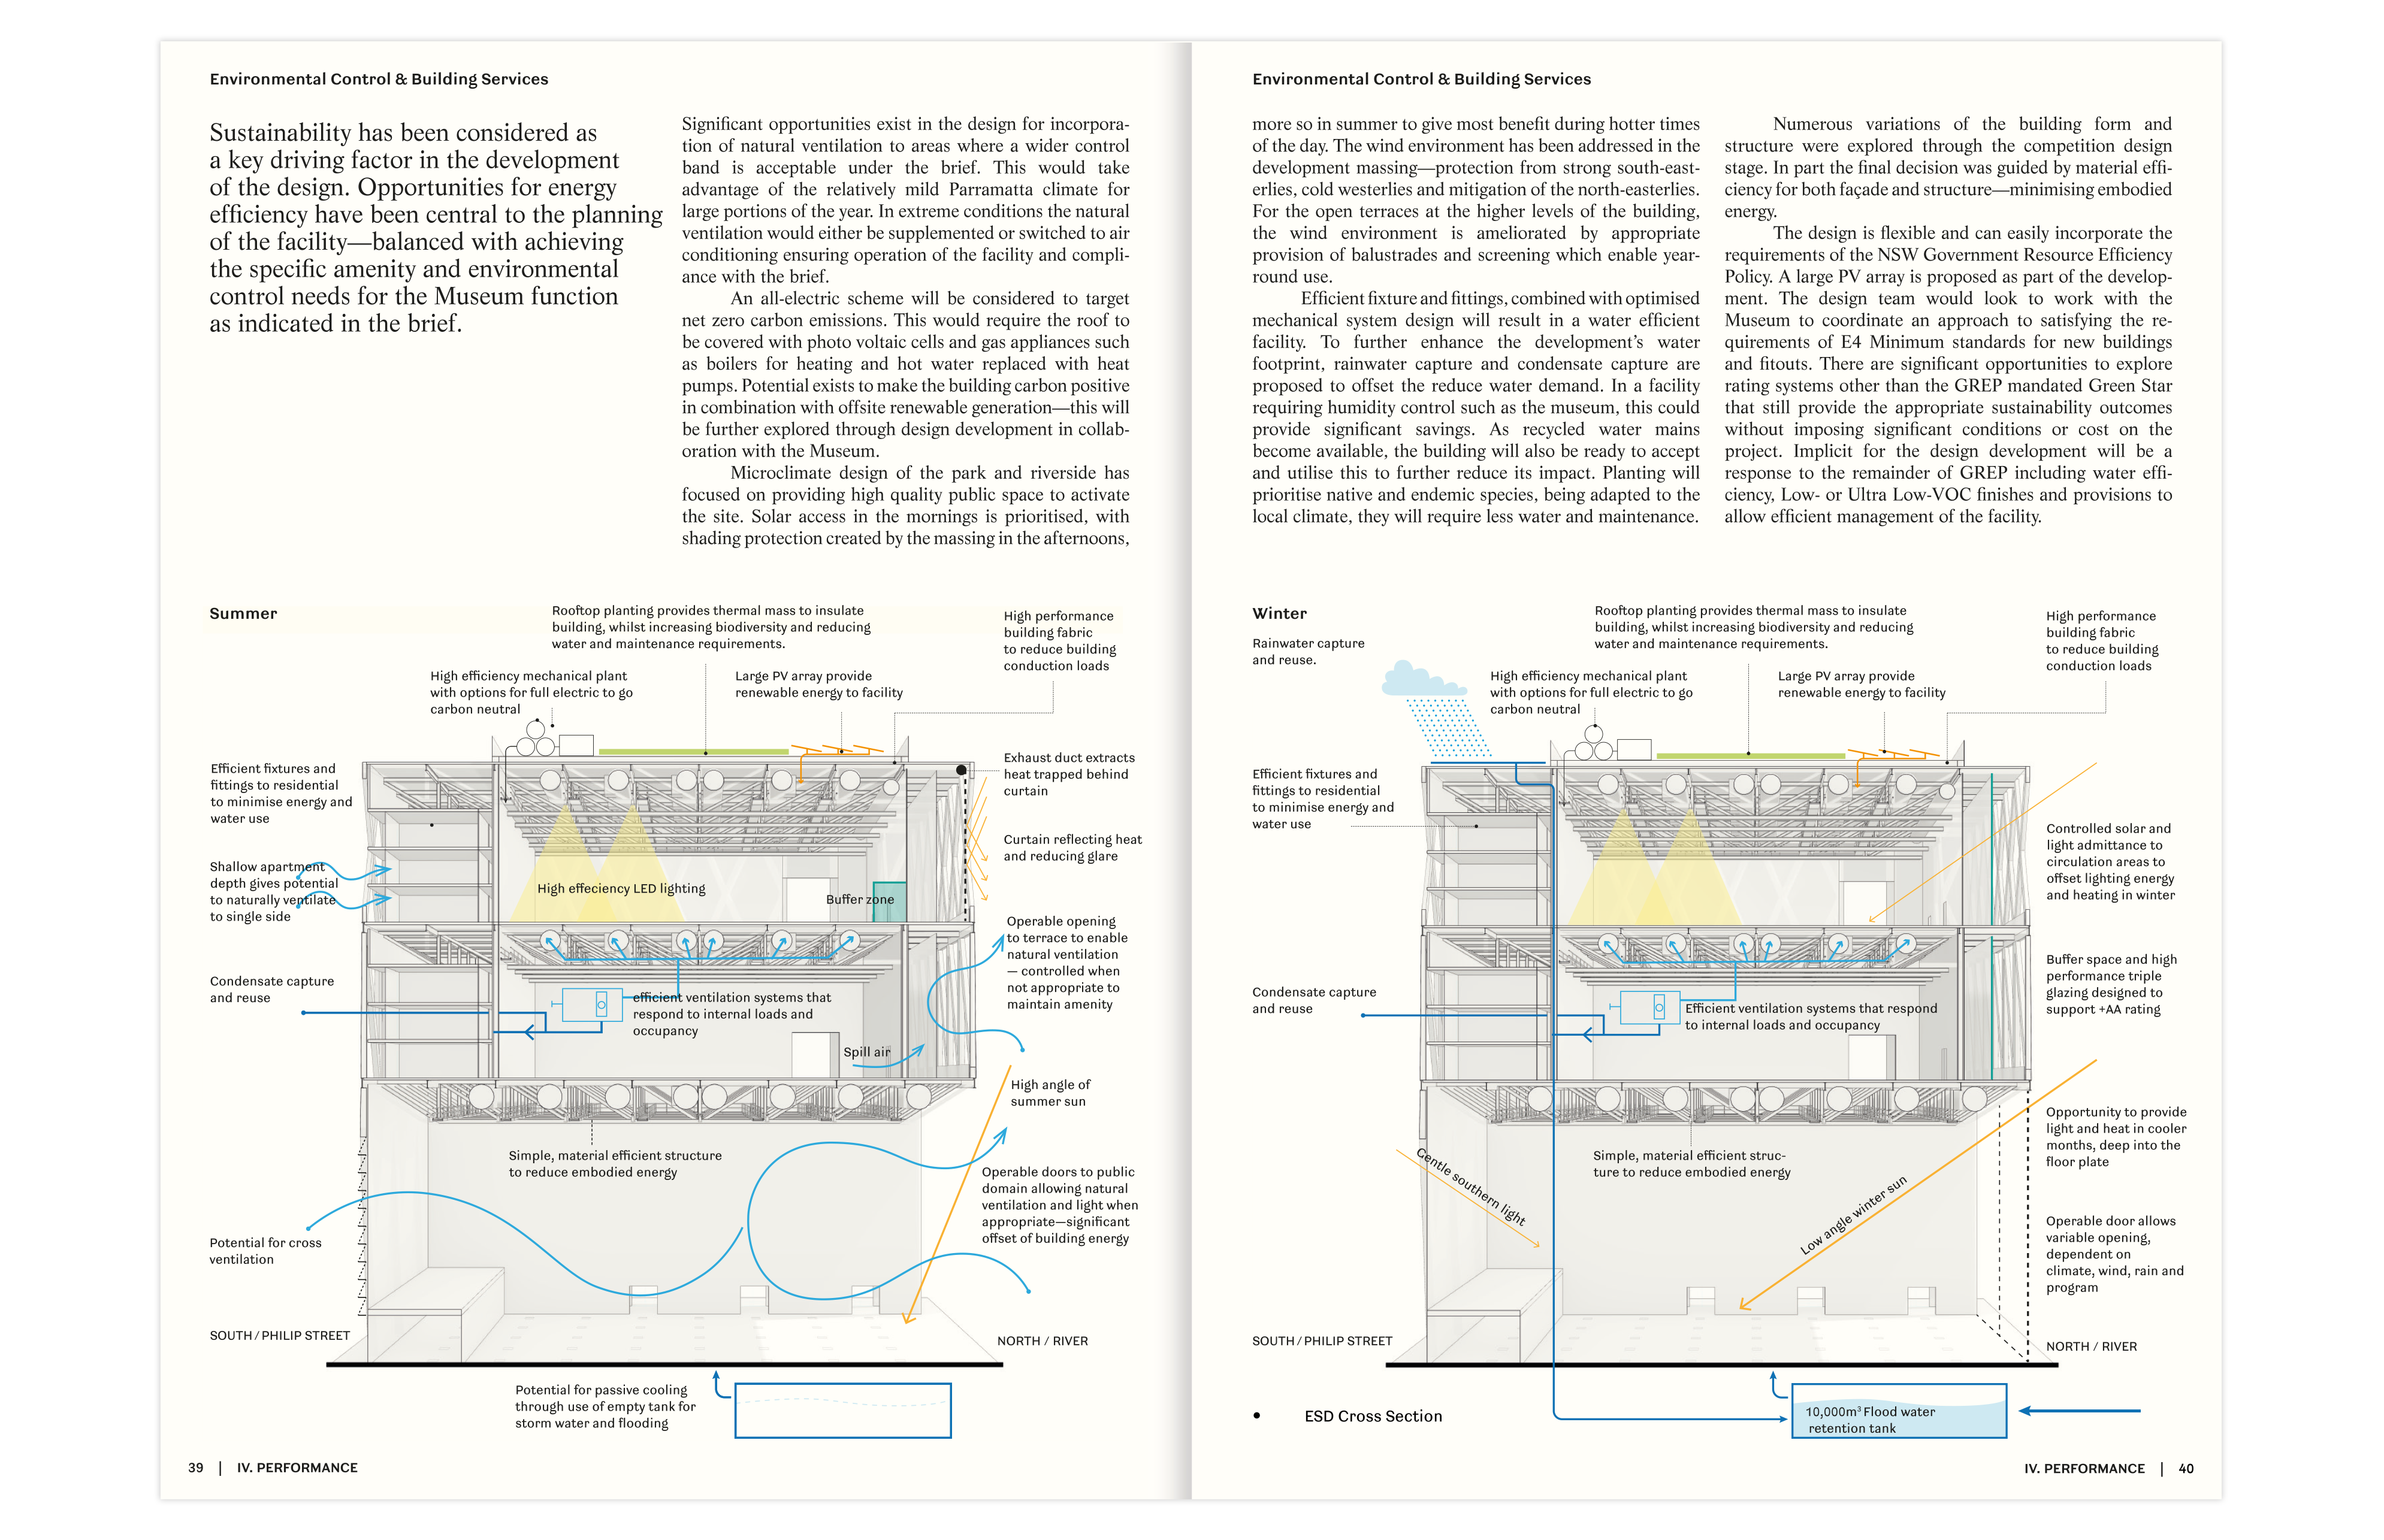 Environmental Control & Building Services
Sustainability has been considered as
a key driving factor in the development
of the design. Opportunities for energy
efficiency have been central to the planning
of the facility—balanced with achieving
the specific amenity and environmental
control needs for the Museum function
as indicated in the brief.
Significant opportunities exist in the design for incorpora-
tion of natural ventilation to areas where a wider control
band is acceptable under the brief. This would take
advantage of the relatively mild Parramatta climate for
large portions of the year. In extreme conditions the natural
ventilation would either be supplemented or switched to air
conditioning ensuring operation of the facility and compli-
ance with the brief.
An all-electric scheme will be considered to target
net zero carbon emissions. This would require the roof to
be covered with photo voltaic cells and gas appliances such
as boilers for heating and hot water replaced with heat
pumps. Potential exists to make the building carbon positive
in combination with offsite renewable generation—this will
be further explored through design development in collab-
oration with the Museum.
Microclimate design of the park and riverside has
focused on providing high quality public space to activate
the site. Solar access in the mornings is prioritised, with
shading protection created by the massing in the afternoons,
Summer
Rooftop planting provides thermal mass to insulate
building, whilst increasing biodiversity and reducing
water and maintenance requirements.
High performance
building fabric
to reduce building
conduction loads
High efficiency mechanical plant
with options for full electric to go
carbon neutral
Large PV array provide
renewable energy to facility
Efficient fixtures and
fittings to residential
to minimise energy and
water use
Exhaust duct extracts
heat trapped behind
curtain
Curtain reflecting heat
and reducing glare
Shallow apartment
depth gives potential
to naturally ventilate
to single side
High effeciency LED lighting
Buffer zone
Operable opening
to terrace to enable
natural ventilation
— controlled when
not appropriate to
maintain amenity
Condensate capture
and reuse
efficient ventilation systems that
respond to internal loads and
occupancy
Spill air
High angle of
summer sun
Simple, material efficient structure
to reduce embodied energy
Operable doors to public
domain allowing natural
ventilation and light when
appropriate—significant
offset of building energy
Potential for cross
ventilation
SOUTH / PHILIP STREET
NORTH / RIVER
Potential for passive cooling
through use of empty tank for
storm water and flooding
39 | IV. PERFORMANCE
Environmental Control & Building Services
more so in summer to give most benefit during hotter times
of the day. The wind environment has been addressed in the
development massing—protection from strong south-east-
erlies, cold westerlies and mitigation of the north-easterlies.
For the open terraces at the higher levels of the building,
the wind environment is ameliorated by appropriate
provision of balustrades and screening which enable year-
round use.
Efficient fixture and fittings, combined with optimised
mechanical system design will result in a water efficient
facility. To further enhance the development's water
footprint, rainwater capture and condensate capture are
proposed to offset the reduce water demand. In a facility
requiring humidity control such as the museum, this could
provide significant savings. As recycled water mains
become available, the building will also be ready to accept
and utilise this to further reduce its impact. Planting will
prioritise native and endemic species, being adapted to the
local climate, they will require less water and maintenance.
Numerous variations of the building form and
structure were explored through the competition design
stage. In part the final decision was guided by material effi-
ciency for both façade and structure—minimising embodied
energy.
The design is flexible and can easily incorporate the
requirements of the NSW Government Resource Efficiency
Policy. A large PV array is proposed as part of the develop-
ment. The design team would look to work with the
Museum to coordinate an approach to satisfying the re-
quirements of E4 Minimum standards for new buildings
and fitouts. There are significant opportunities to explore
rating systems other than the GREP mandated Green Star
that still provide the appropriate sustainability outcomes
without imposing significant conditions or cost on the
project. Implicit for the design development will be a
response to the remainder of GREP including water effi-
ciency, Low- or Ultra Low-VOC finishes and provisions to
allow efficient management of the facility.
Winter
Rainwater capture
and reuse.
Rooftop planting provides thermal mass to insulate
building, whilst increasing biodiversity and reducing
water and maintenance requirements.
High performance
building fabric
to reduce building
conduction loads
High efficiency mechanical plant
with options for full electric to go
carbon neutral
Large PV array provide
renewable energy to facility
Efficient fixtures and
fittings to residential
to minimise energy and
water use
Controlled solar and
light admittance to
circulation areas to
offset lighting energy
and heating in winter
Condensate capture
and reuse
Efficient ventilation systems that respond
to internal loads and occupancy
Buffer space and high
performance triple
glazing designed to
support +AA rating
Opportunity to provide
light and heat in cooler
months, deep into the
floor plate
Simple, material efficient struc-
ture to reduce embodied energy
Gentle southern light
Low angle winter sun
Operable door allows
variable opening,
dependent on
climate, wind, rain and
program
SOUTH / PHILIP STREET
NORTH / RIVER
• ESD Cross Section
10,000m³ Flood water
retention tank
IV. PERFORMANCE | 40